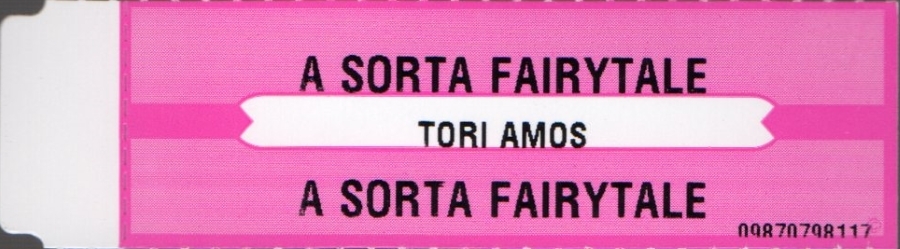 A SORTA FAIRYTALE
TORI AMOS
A SORTA FAIRYTALE
09870798117